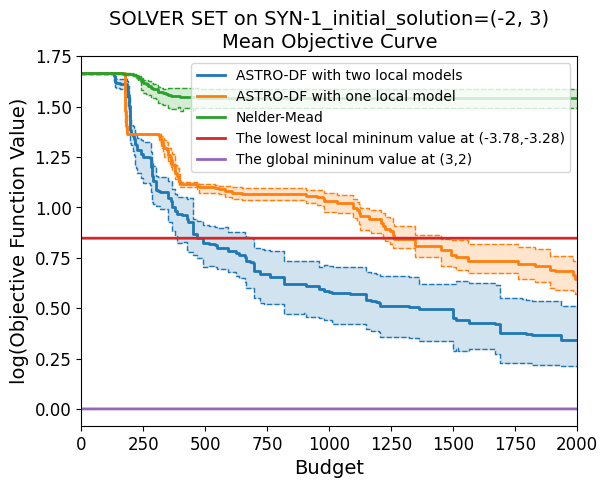 SOLVER SET on SYN-1_initial_solution=(-2, 3)
Mean Objective Curve
log(Objective Function Value)
1.75
1.50
1.25
1.00
0.75
0.50
0.25
0.00
ASTRO-DF with two local models
ASTRO-DF with one local model
Nelder-Mead
The lowest local mininum value at (-3.78,-3.28)
The global mininum value at (3,2)
0 250 500 750 1000 1250 1500 1750 2000
Budget